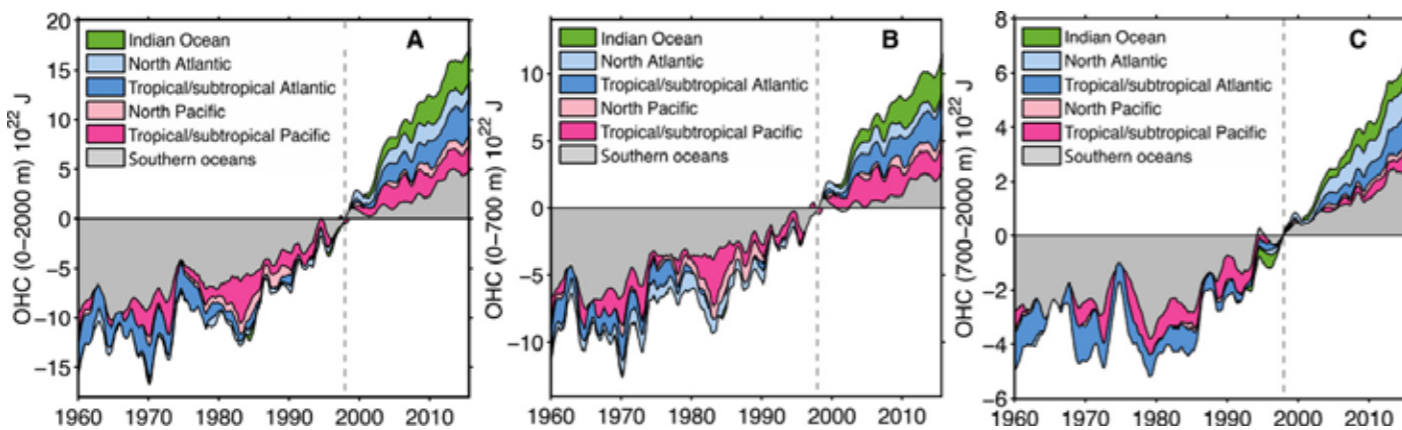 A
OHC (0–2000 m) 10²² J
20
15
10
5
0
−5
−10
−15
Indian Ocean
North Atlantic
Tropical/subtropical Atlantic
North Pacific
Tropical/subtropical Pacific
Southern oceans
1960 1970 1980 1990 2000 2010
B
OHC (0–700 m) 10²² J
10
5
0
−5
−10
Indian Ocean
North Atlantic
Tropical/subtropical Atlantic
North Pacific
Tropical/subtropical Pacific
Southern oceans
1960 1970 1980 1990 2000 2010
C
OHC (700–2000 m) 10²² J
8
6
4
2
0
−2
−4
−6
Indian Ocean
North Atlantic
Tropical/subtropical Atlantic
North Pacific
Tropical/subtropical Pacific
Southern oceans
1960 1970 1980 1990 2000 2010